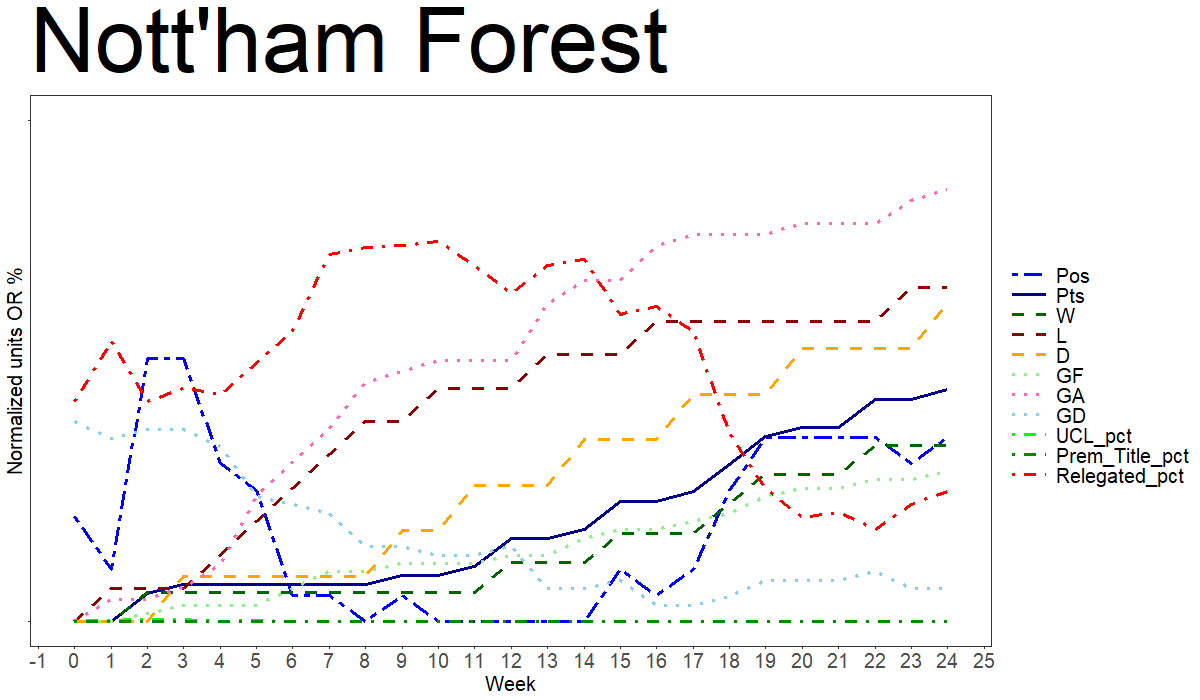 Nott'ham Forest
Normalized units OR %
Pos
Pts
W
L
D
GF
GA
GD
UCL_pct
Prem_Title_pct
Relegated_pct
-1 0 1 2 3 4 5 6 7 8 9 10 11 12 13 14 15 16 17 18 19 20 21 22 23 24 25
Week